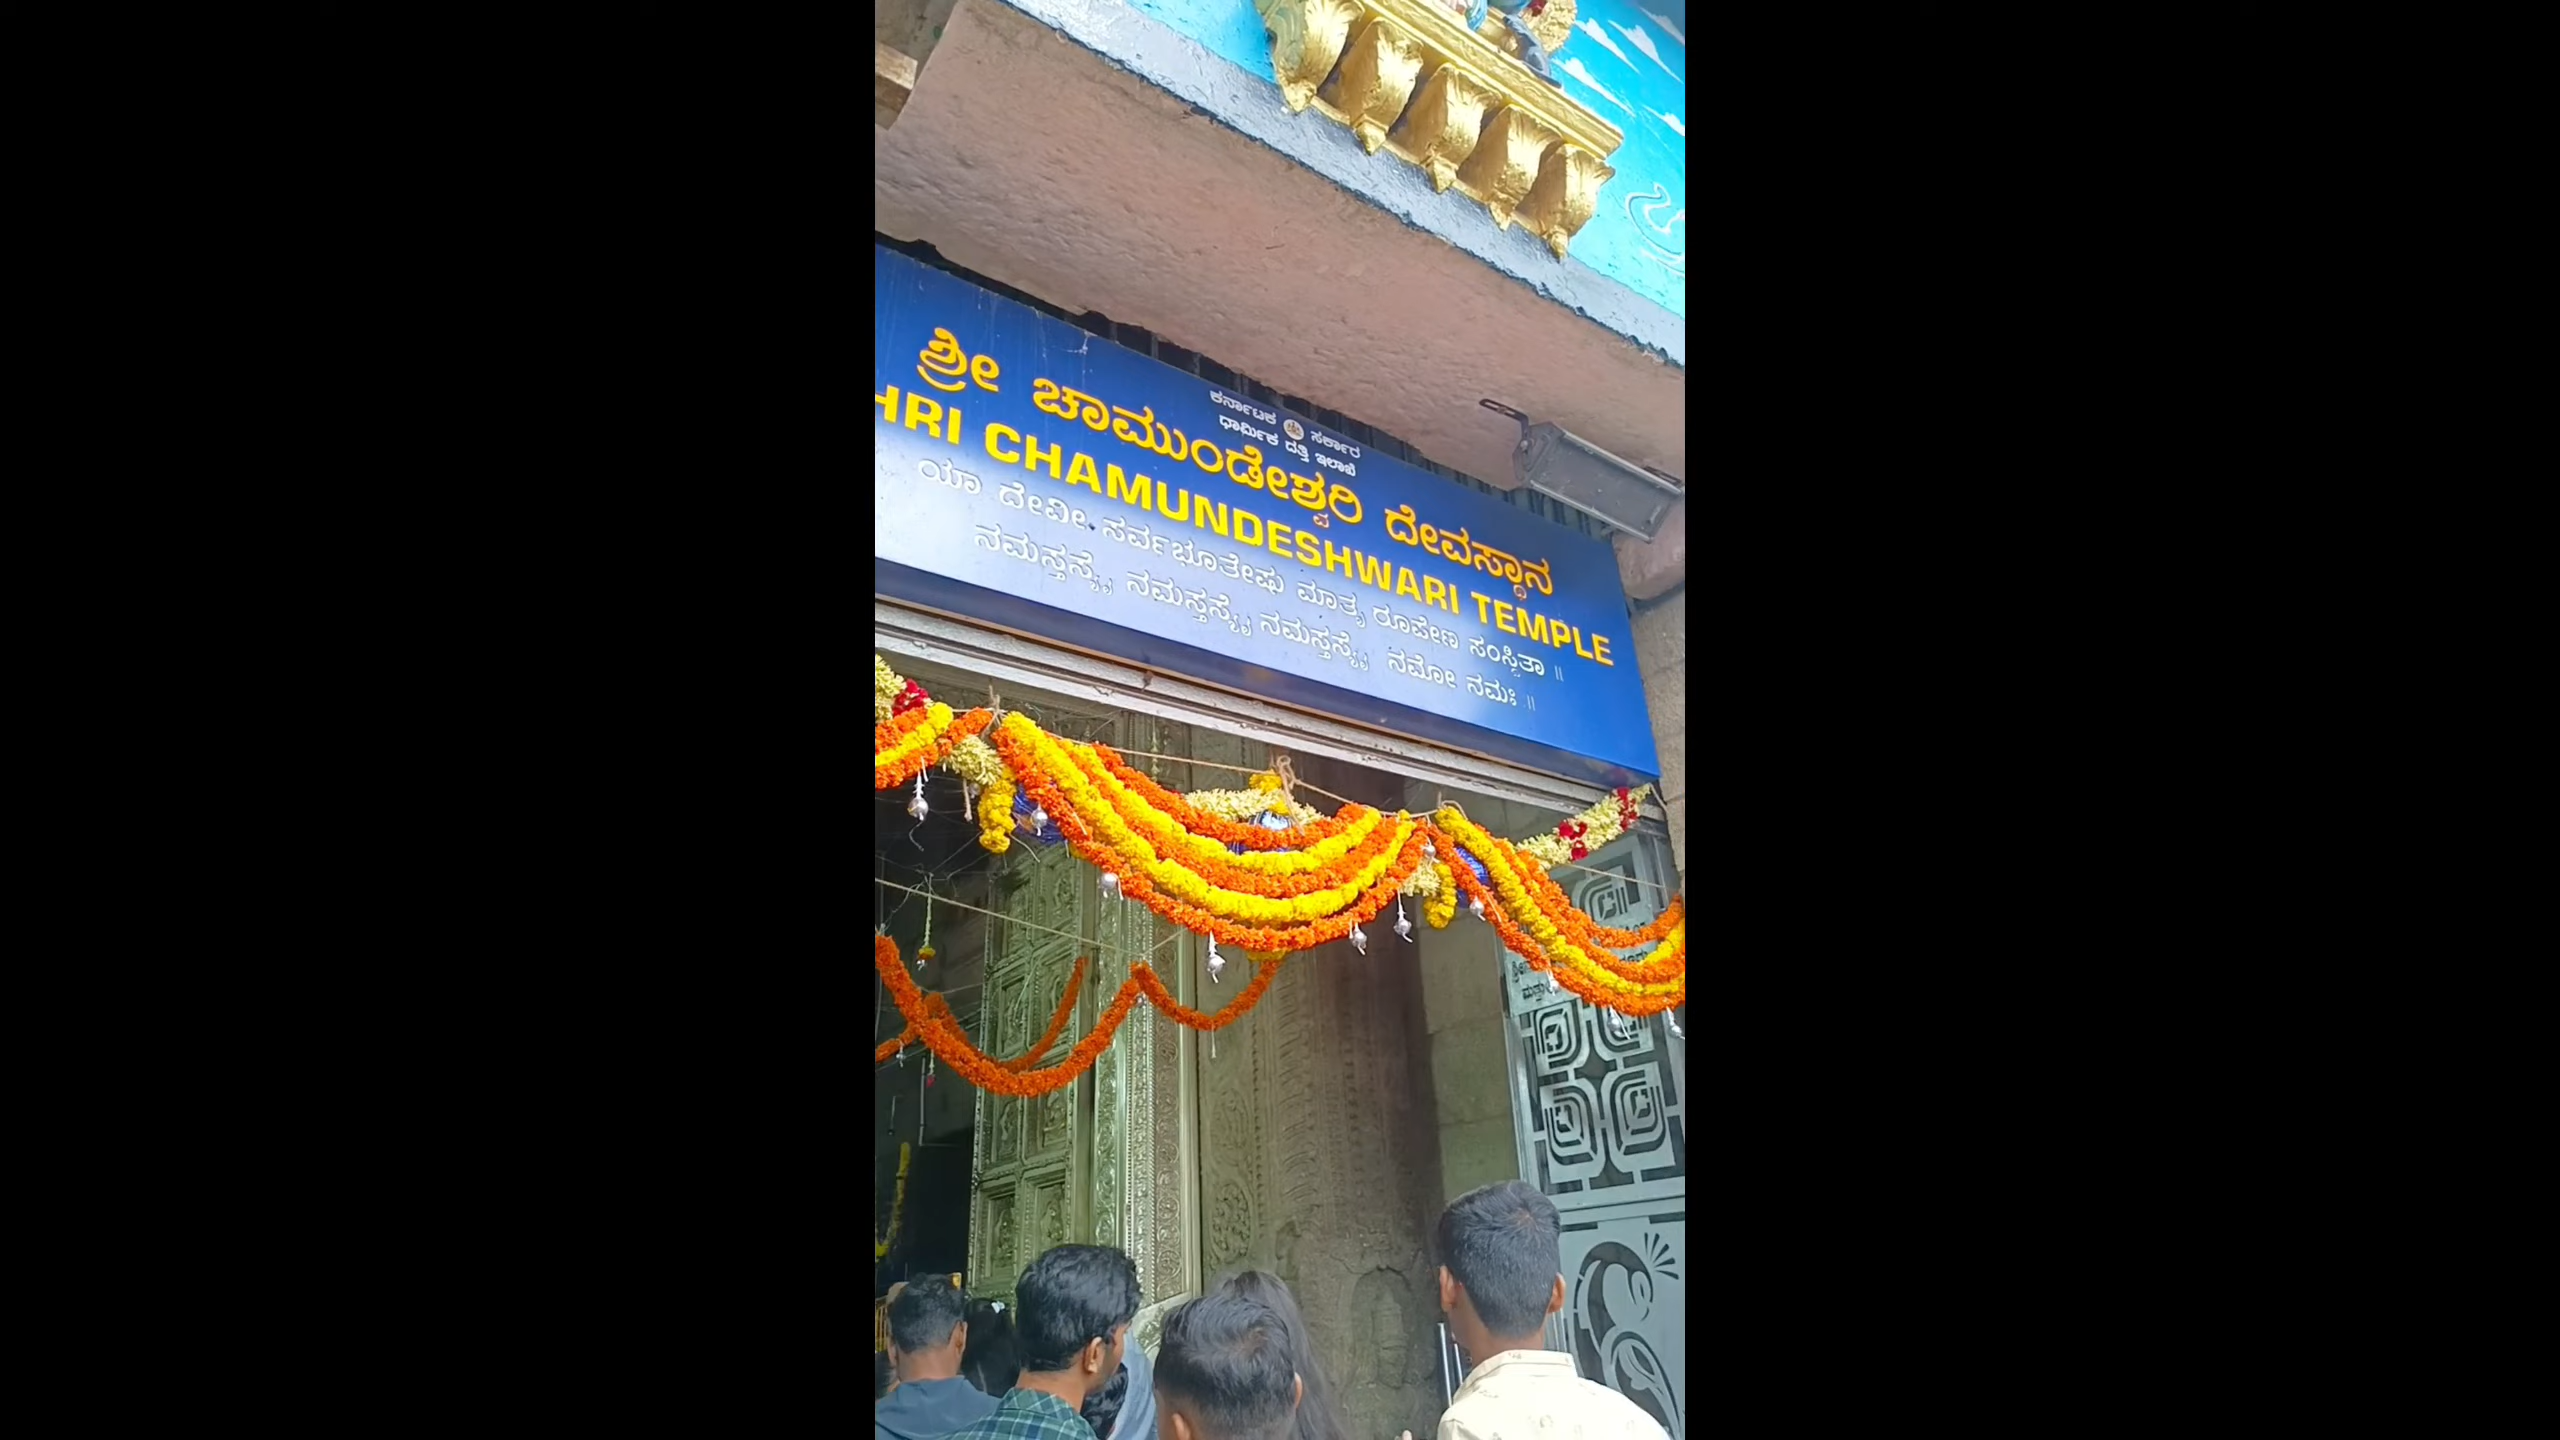 ಕರ್ನಾಟಕ ಸರ್ಕಾರ
ಧಾರ್ಮಿಕ ದತ್ತಿ ಇಲಾಖೆ
ಶ್ರೀ ಚಾಮುಂಡೇಶ್ವರಿ ದೇವಸ್ಥಾನ
HRI CHAMUNDESHWARI TEMPLE
ಯಾ ದೇವೀ ಸರ್ವಭೂತೇಷು ಮಾತೃ ರೂಪೇಣ ಸಂಸ್ಥಿತಾ ॥
ನಮಸ್ತಸ್ಯೈ ನಮಸ್ತಸ್ಯೈ ನಮಸ್ತಸ್ಯೈ ನಮೋ ನಮಃ ॥